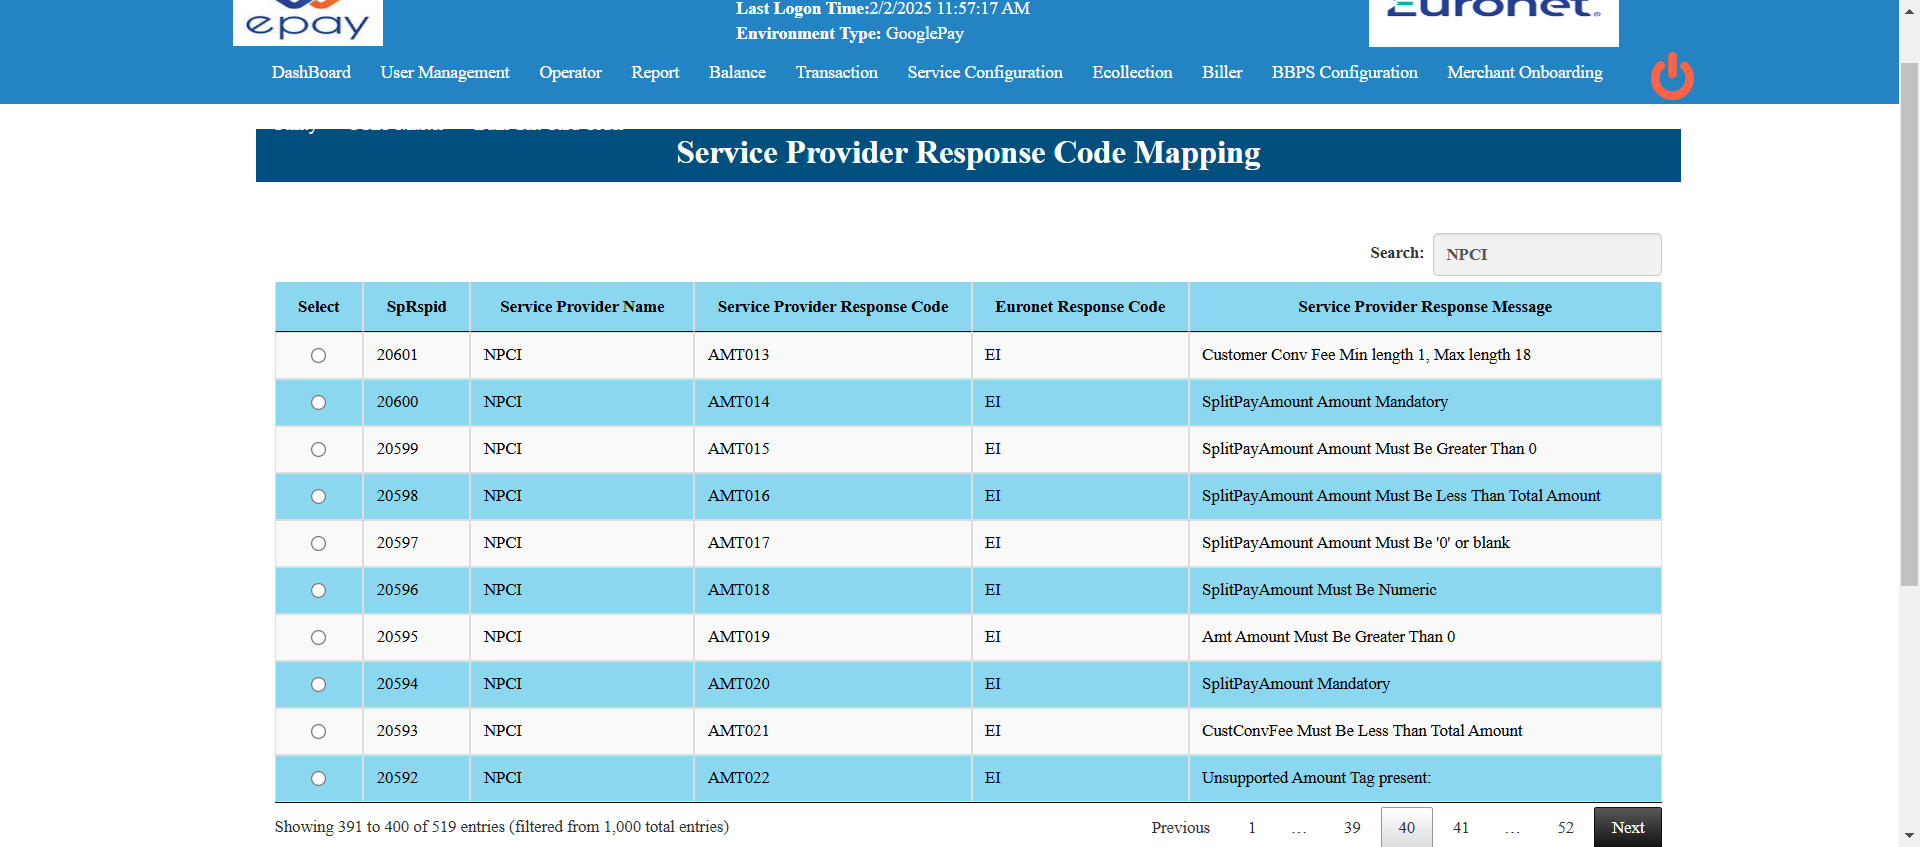 epay
Last Logon Time:2/2/2025 11:57:17 AM
Euronet
Environment Type: GooglePay
DashBoard User Management Operator Report Balance Transaction Service Configuration Ecollection Biller BBPS Configuration Merchant Onboarding
Service Provider Response Code Mapping
Search: NPCI
Select SpRspid Service Provider Name Service Provider Response Code Euronet Response Code Service Provider Response Message
20601 NPCI AMT013 EI Customer Conv Fee Min length 1, Max length 18
20600 NPCI AMT014 EI SplitPayAmount Amount Mandatory
20599 NPCI AMT015 EI SplitPayAmount Amount Must Be Greater Than 0
20598 NPCI AMT016 EI SplitPayAmount Amount Must Be Less Than Total Amount
20597 NPCI AMT017 EI SplitPayAmount Amount Must Be '0' or blank
20596 NPCI AMT018 EI SplitPayAmount Must Be Numeric
20595 NPCI AMT019 EI Amt Amount Must Be Greater Than 0
20594 NPCI AMT020 EI SplitPayAmount Mandatory
20593 NPCI AMT021 EI CustConvFee Must Be Less Than Total Amount
20592 NPCI AMT022 EI Unsupported Amount Tag present:
Showing 391 to 400 of 519 entries (filtered from 1,000 total entries)
Previous 1 … 39 40 41 … 52 Next